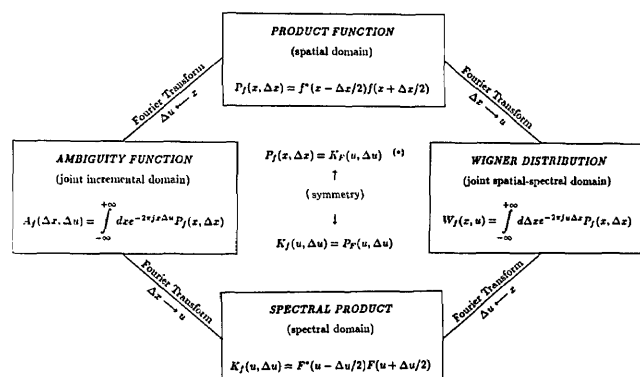 PRODUCT FUNCTION
(spatial domain)
P_f(x, Δx) = f*(x − Δx/2)f(x + Δx/2)
Fourier Transform
Δu ⟵ x
Fourier Transform
Δx ⟶ u
AMBIGUITY FUNCTION
(joint incremental domain)
A_f(Δx, Δu) = ∫_{−∞}^{+∞} dxe^{−2πjxΔu}P_f(x, Δx)
P_f(x, Δx) = K_F(u, Δu) (*)
↑
(symmetry)
↓
K_f(u, Δu) = P_F(u, Δu)
WIGNER DISTRIBUTION
(joint spatial-spectral domain)
W_f(x, u) = ∫_{−∞}^{+∞} dΔxe^{−2πjuΔx}P_f(x, Δx)
Fourier Transform
Δx ⟶ u
Fourier Transform
Δu ⟵ x
SPECTRAL PRODUCT
(spectral domain)
K_f(u, Δu) = F*(u − Δu/2)F(u + Δu/2)